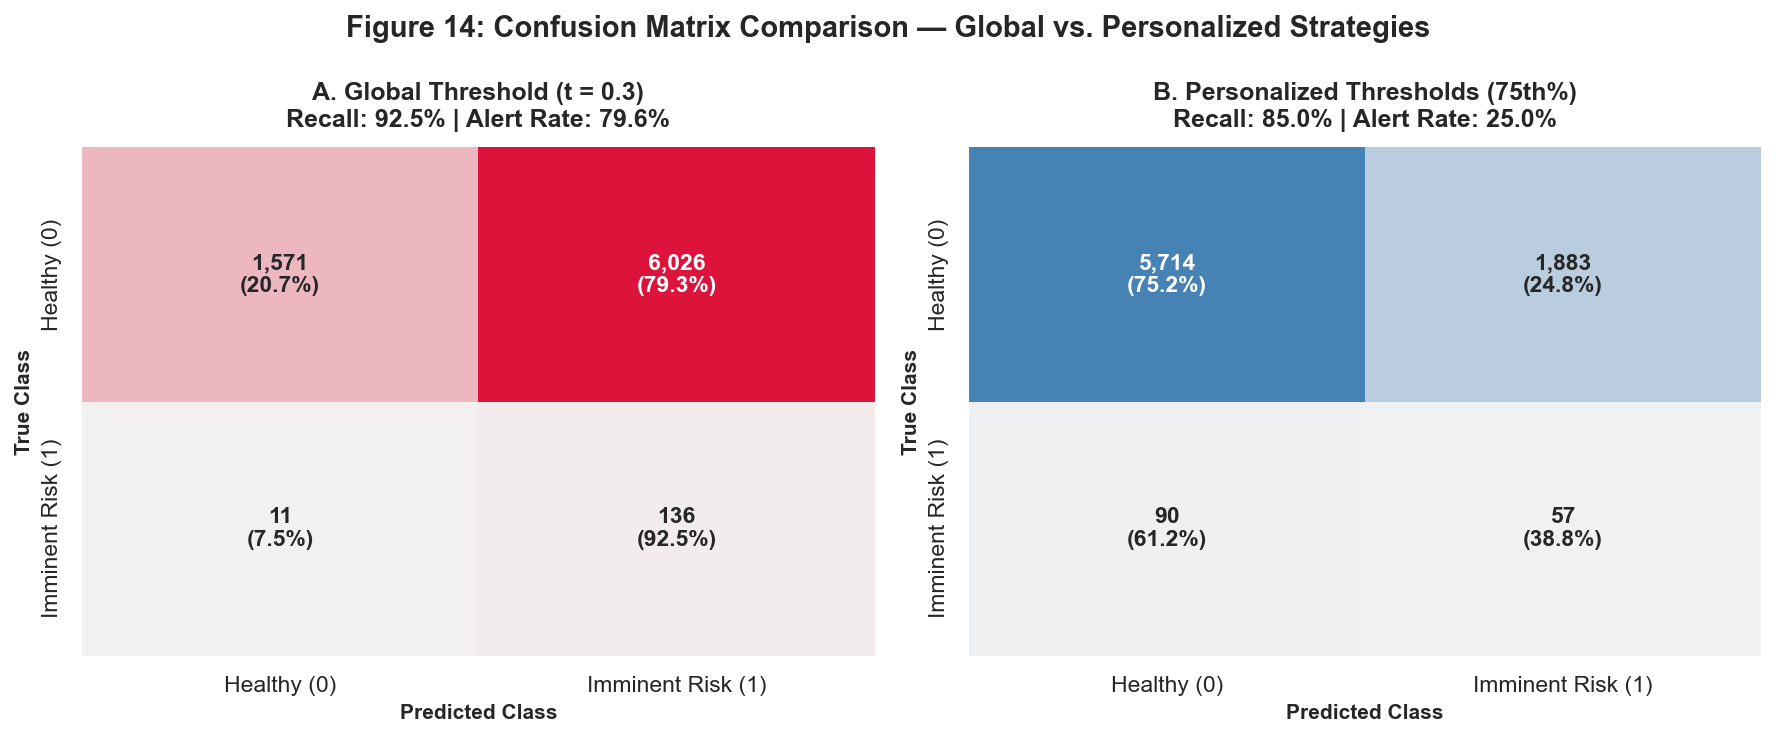 Figure 14: Confusion Matrix Comparison — Global vs. Personalized Strategies
A. Global Threshold (t = 0.3)
Recall: 92.5% | Alert Rate: 79.6%
True Class
Healthy (0)
Imminent Risk (1)
1,571
(20.7%)
6,026
(79.3%)
11
(7.5%)
136
(92.5%)
Healthy (0)
Imminent Risk (1)
Predicted Class
B. Personalized Thresholds (75th%)
Recall: 85.0% | Alert Rate: 25.0%
True Class
Healthy (0)
Imminent Risk (1)
5,714
(75.2%)
1,883
(24.8%)
90
(61.2%)
57
(38.8%)
Healthy (0)
Imminent Risk (1)
Predicted Class